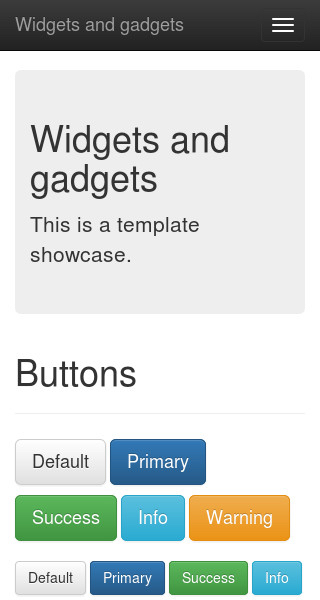 Widgets and gadgets
Widgets and
gadgets
This is a template
showcase.
Buttons
Default Primary
Success Info Warning
Default Primary Success Info